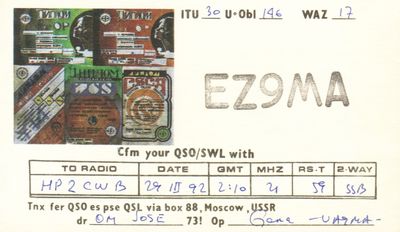 ITU 30 U-Obl 146 WAZ 17
EZ9MA
Cfm your QSO/SWL with
TO RADIO DATE GMT MHZ RS-T 2-WAY
HP2CWB 29 III 92 2:10 21 59 SSB
Tnx fer QSO es pse QSL via box 88, Moscow, USSR
dr OM JOSE 73! Op Gena -UA9MA-